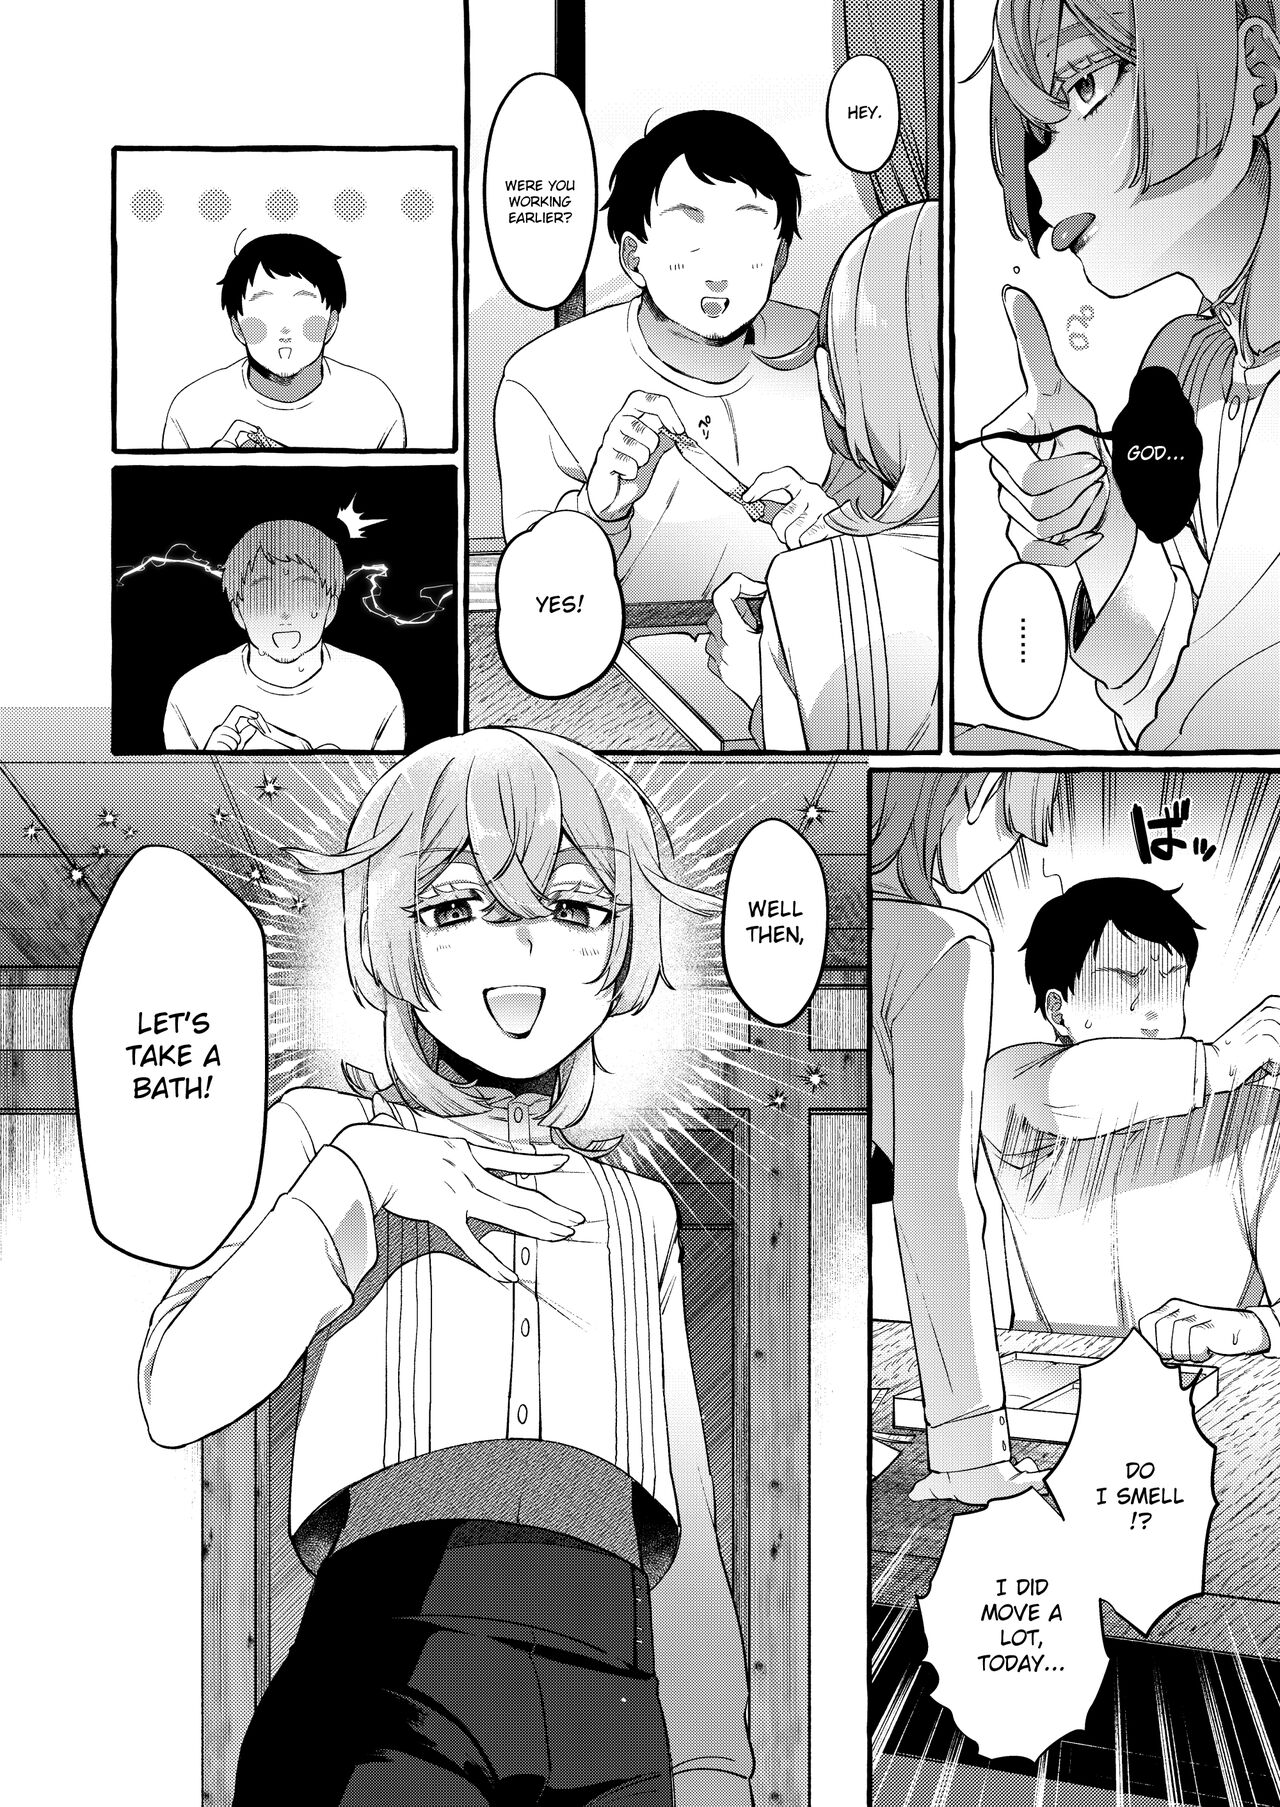 GOD...
......
HEY.
WERE YOU
WORKING
EARLIER?
YES!
ばッ
DO
I SMELL
!?
I DID
MOVE A
LOT,
TODAY...
WELL
THEN,
LET'S
TAKE A
BATH!